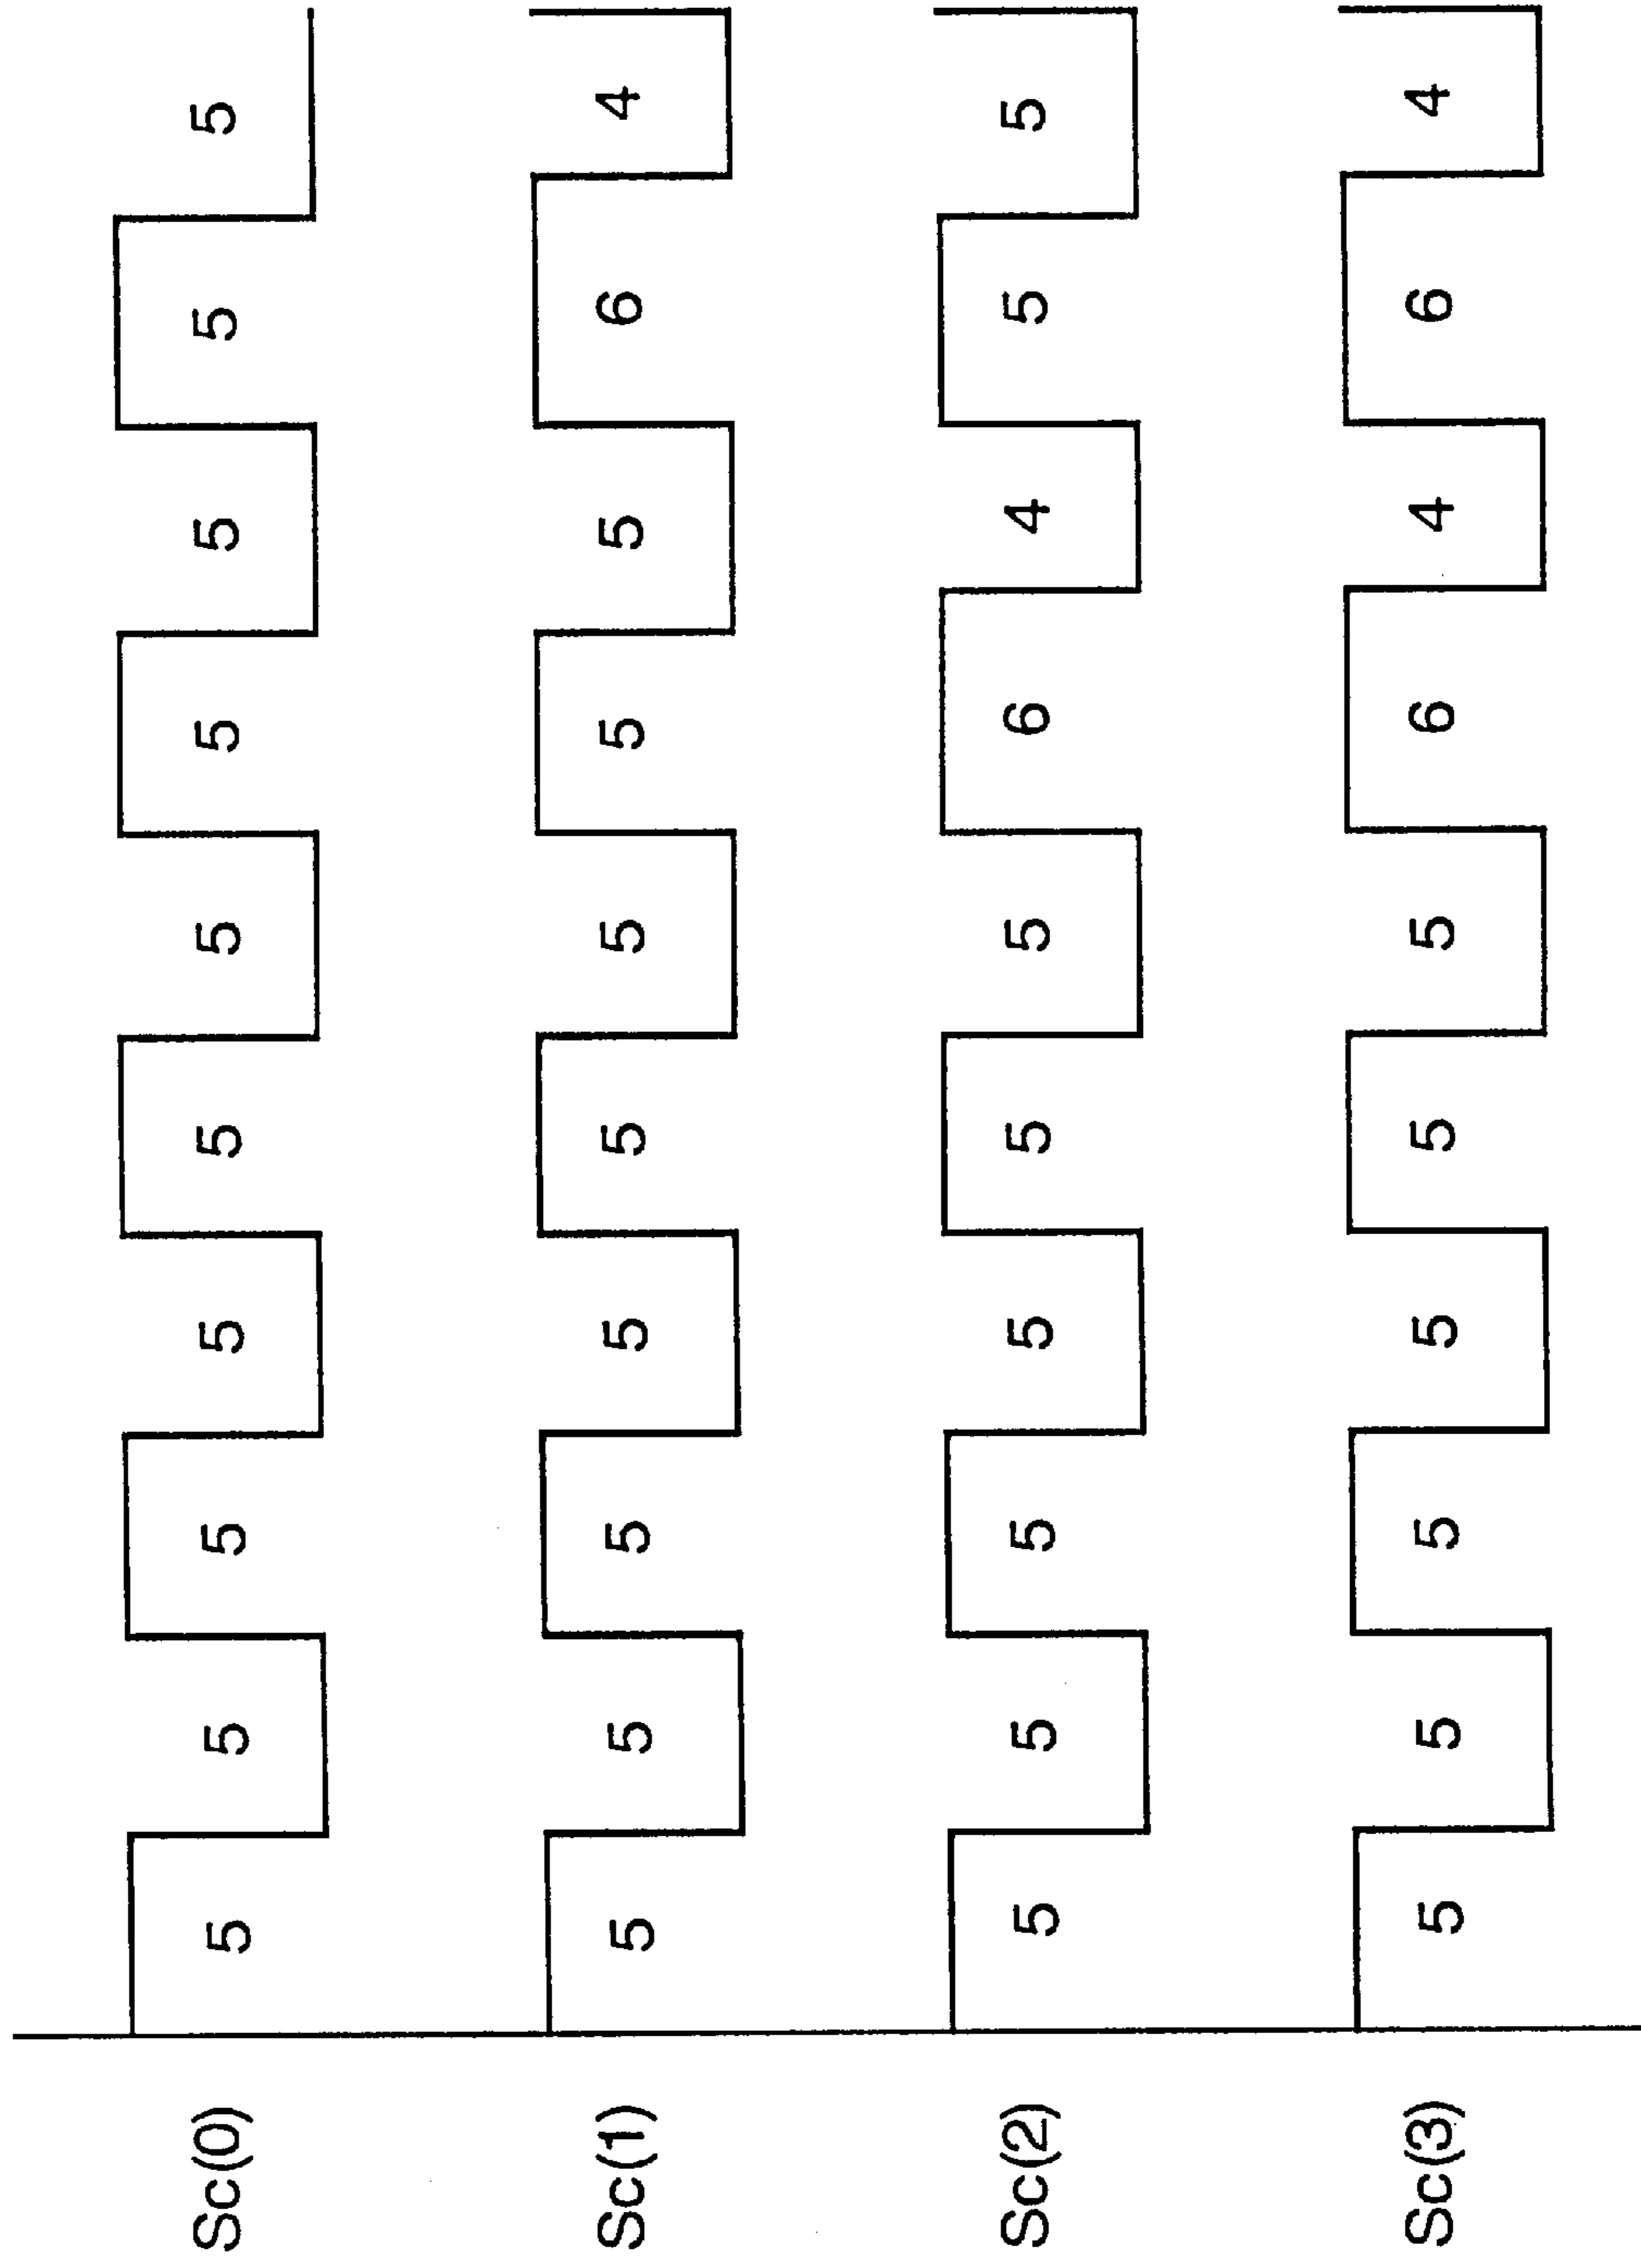 Sc(0) 5 5 5 5 5 5 5 5 5 5
Sc(1) 5 5 5 5 5 5 5 5 6 4
Sc(2) 5 5 5 5 5 5 6 4 5 5
Sc(3) 5 5 5 5 5 5 6 4 6 4